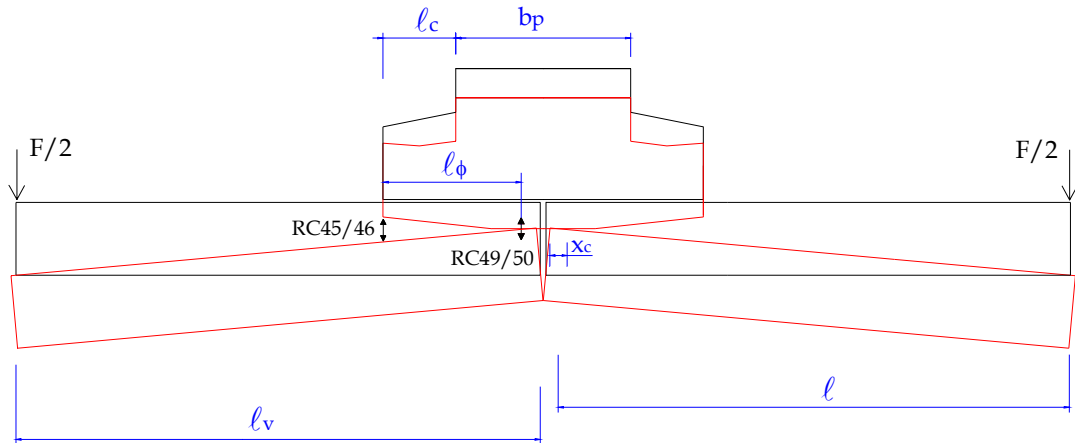 ℓc
bp
F/2
F/2
ℓϕ
RC45/46
RC49/50
xc
ℓ
ℓv